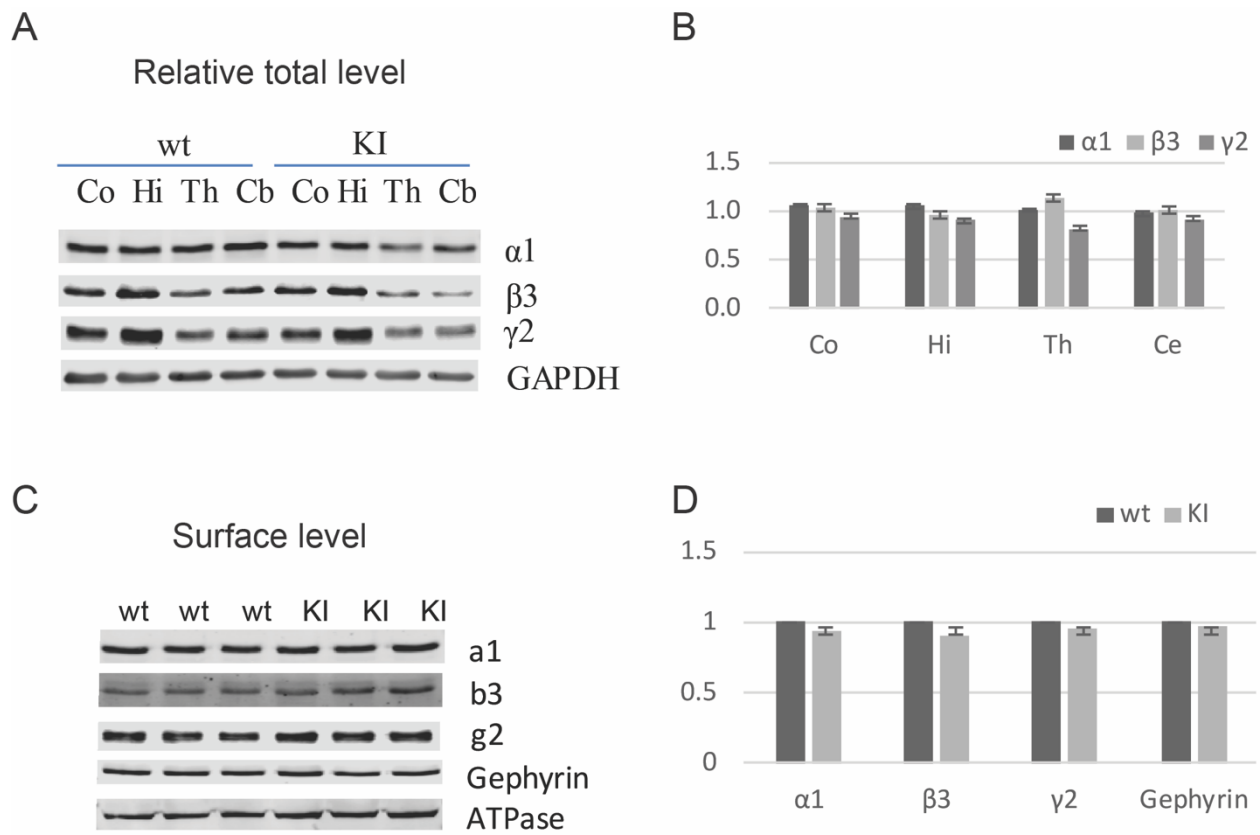 A
Relative total level
wt KI
Co Hi Th Cb Co Hi Th Cb
α1
β3
γ2
GAPDH
B
α1 β3 γ2
1.5
1.0
0.5
0.0
Co Hi Th Ce
C
Surface level
wt wt wt KI KI KI
a1
b3
g2
Gephyrin
ATPase
D
wt KI
1.5
1
0.5
0
α1 β3 γ2 Gephyrin